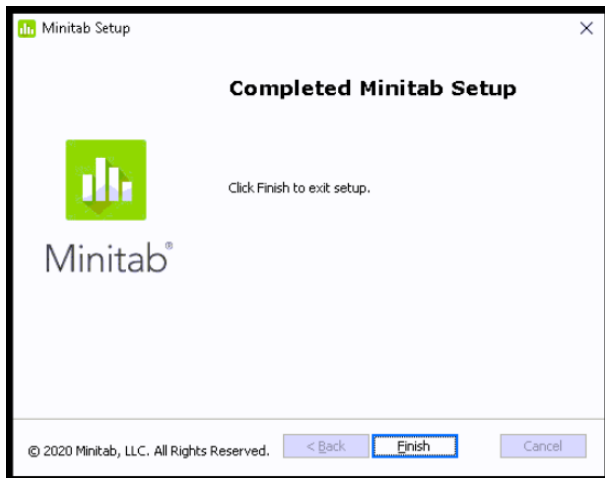 Minitab Setup
Completed Minitab Setup
Click Finish to exit setup.
Minitab®
© 2020 Minitab, LLC. All Rights Reserved.
< Back
Finish
Cancel